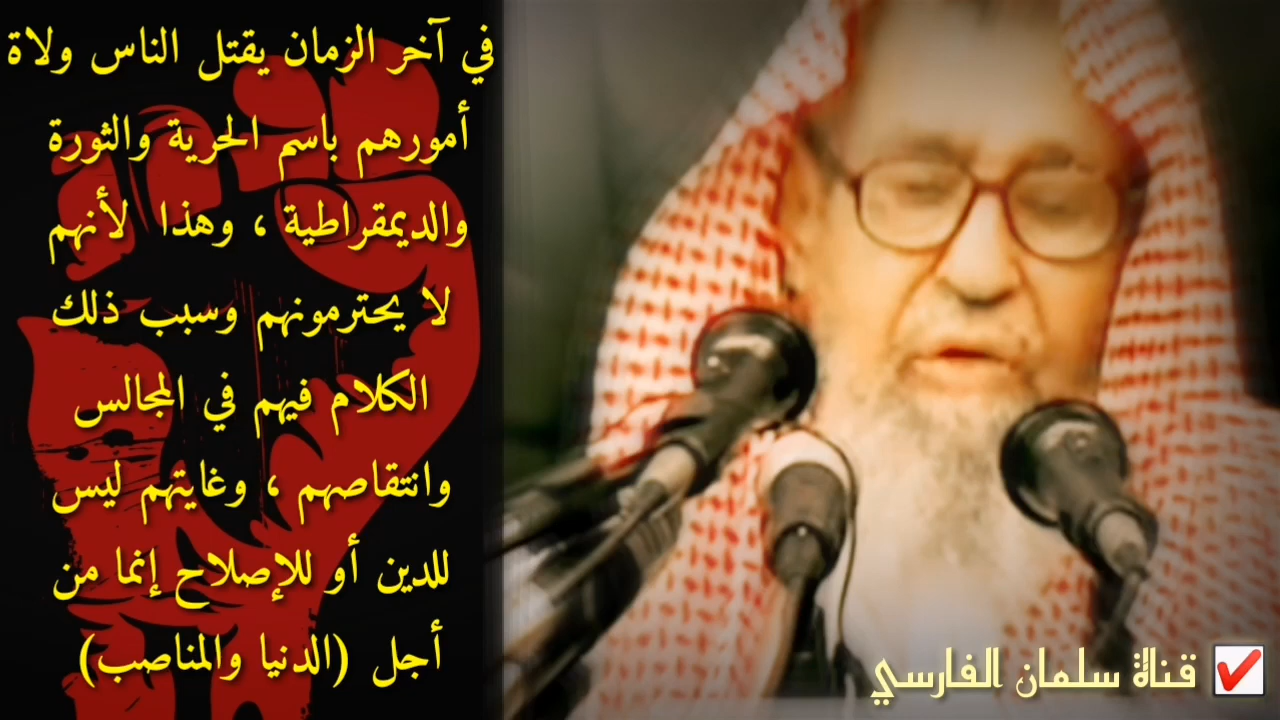 في آخر الزمان يقتل الناس ولاة
أمورهم باسم الحرية والثورة
والديمقراطية ، وهذا لأنهم
لا يحترمونهم وسبب ذلك
الكلام فيهم في المجالس
وانتقاصهم ، وغايتهم ليس
للدين أو للإصلاح إنما من
أجل (الدنيا والمناصب)
قناة سلمان الفارسي